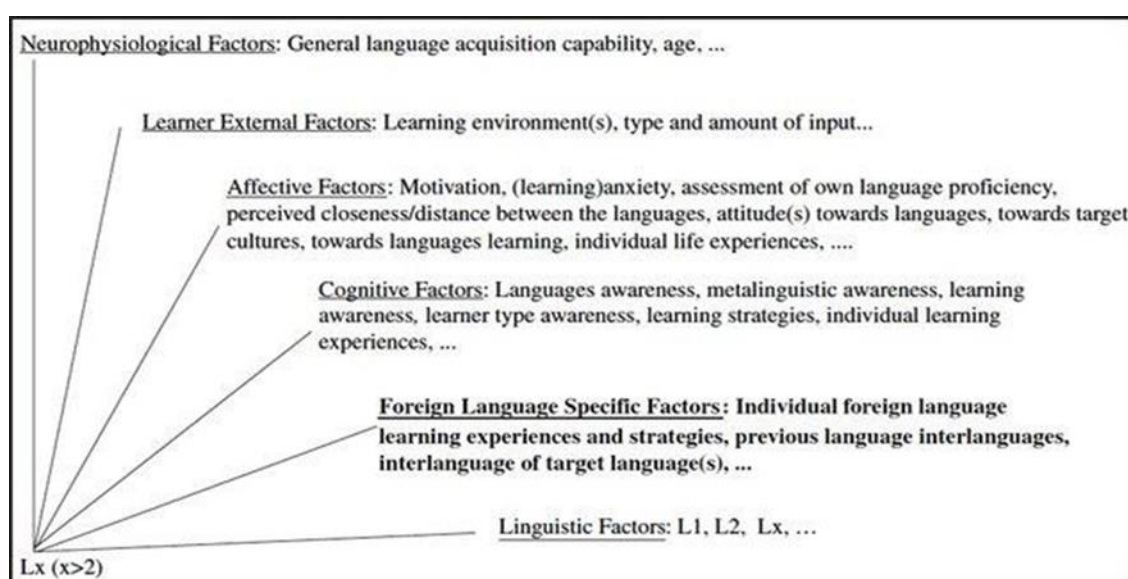 Neurophysiological Factors: General language acquisition capability, age, ...
Learner External Factors: Learning environment(s), type and amount of input...
Affective Factors: Motivation, (learning)anxiety, assessment of own language proficiency,
perceived closeness/distance between the languages, attitude(s) towards languages, towards target
cultures, towards languages learning, individual life experiences, ....
Cognitive Factors: Languages awareness, metalinguistic awareness, learning
awareness, learner type awareness, learning strategies, individual learning
experiences, ...
Foreign Language Specific Factors: Individual foreign language
learning experiences and strategies, previous language interlanguages,
interlanguage of target language(s), ...
Linguistic Factors: L1, L2, Lx, ...
Lx (x>2)